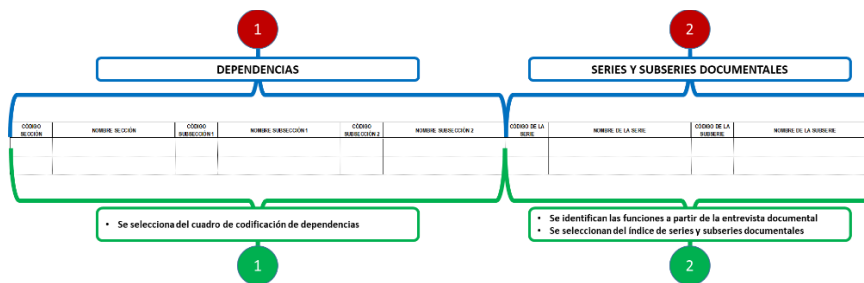 1
2
DEPENDENCIAS
SERIES Y SUBSERIES DOCUMENTALES
CÓDIGO SECCIÓN
NOMBRE SECCIÓN
CÓDIGO SUBSECCIÓN 1
NOMBRE SUBSECCIÓN 1
CÓDIGO SUBSECCIÓN 2
NOMBRE SUBSECCIÓN 2
CÓDIGO DE LA SERIE
NOMBRE DE LA SERIE
CÓDIGO DE LA SUBSERIE
NOMBRE DE LA SUBSERIE
• Se selecciona del cuadro de codificación de dependencias
• Se identifican las funciones a partir de la entrevista documental
• Se seleccionan del índice de series y subseries documentales
1
2